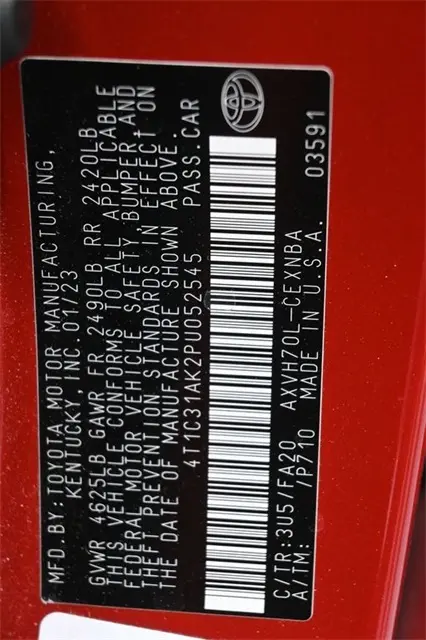 MFD.BY:TOYOTA MOTOR MANUFACTURING,
KENTUCKY, INC. 01/23
GVWR 4625LB GAWR FR 2490LB RR 2420LB
THIS VEHICLE CONFORMS TO ALL APPLICABLE
FEDERAL MOTOR VEHICLE SAFETY,BUMPER,AND
THEFT PREVENTION STANDARDS IN EFFECT ON
THE DATE OF MANUFACTURE SHOWN ABOVE.
4T1C31AK2PU052545 PASS.CAR
C/TR:3U5/FA20 AXVH70L-CEXNBA
A/TM: /P710 MADE IN U.S.A. 03591